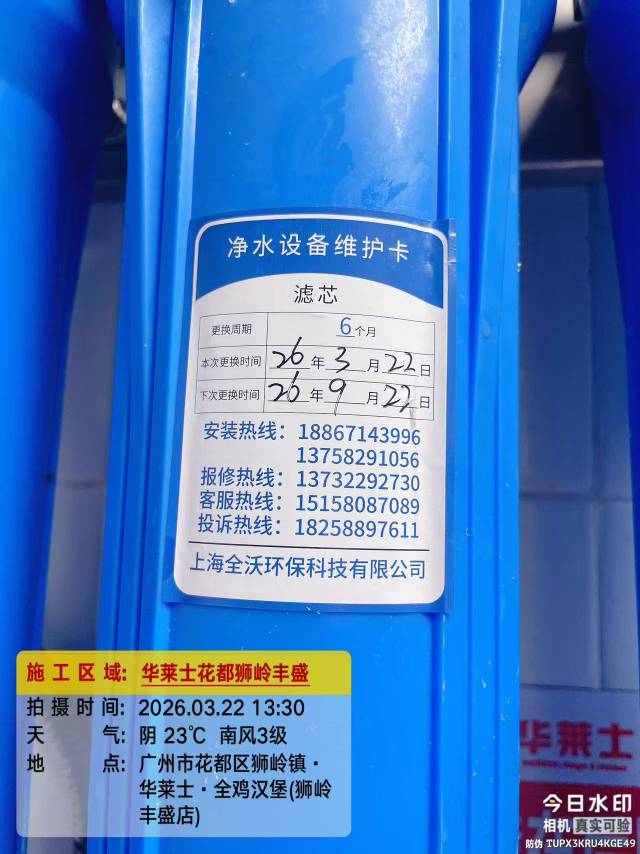 净水设备维护卡
滤芯
更换周期 6个月
本次更换时间 26年3月22日
下次更换时间 26年9月22日
安装热线：18867143996
13758291056
报修热线：13732292730
客服热线：15158087089
投诉热线：18258897611
上海全沃环保科技有限公司
施工区域：华莱士花都狮岭丰盛
拍摄时间：2026.03.22 13:30
天气：阴 23℃ 南风3级
地点：广州市花都区狮岭镇·
华莱士·全鸡汉堡(狮岭
丰盛店)
华莱士
今日水印
相机 真实可验
防伪 TUPX3KRU4KGE49